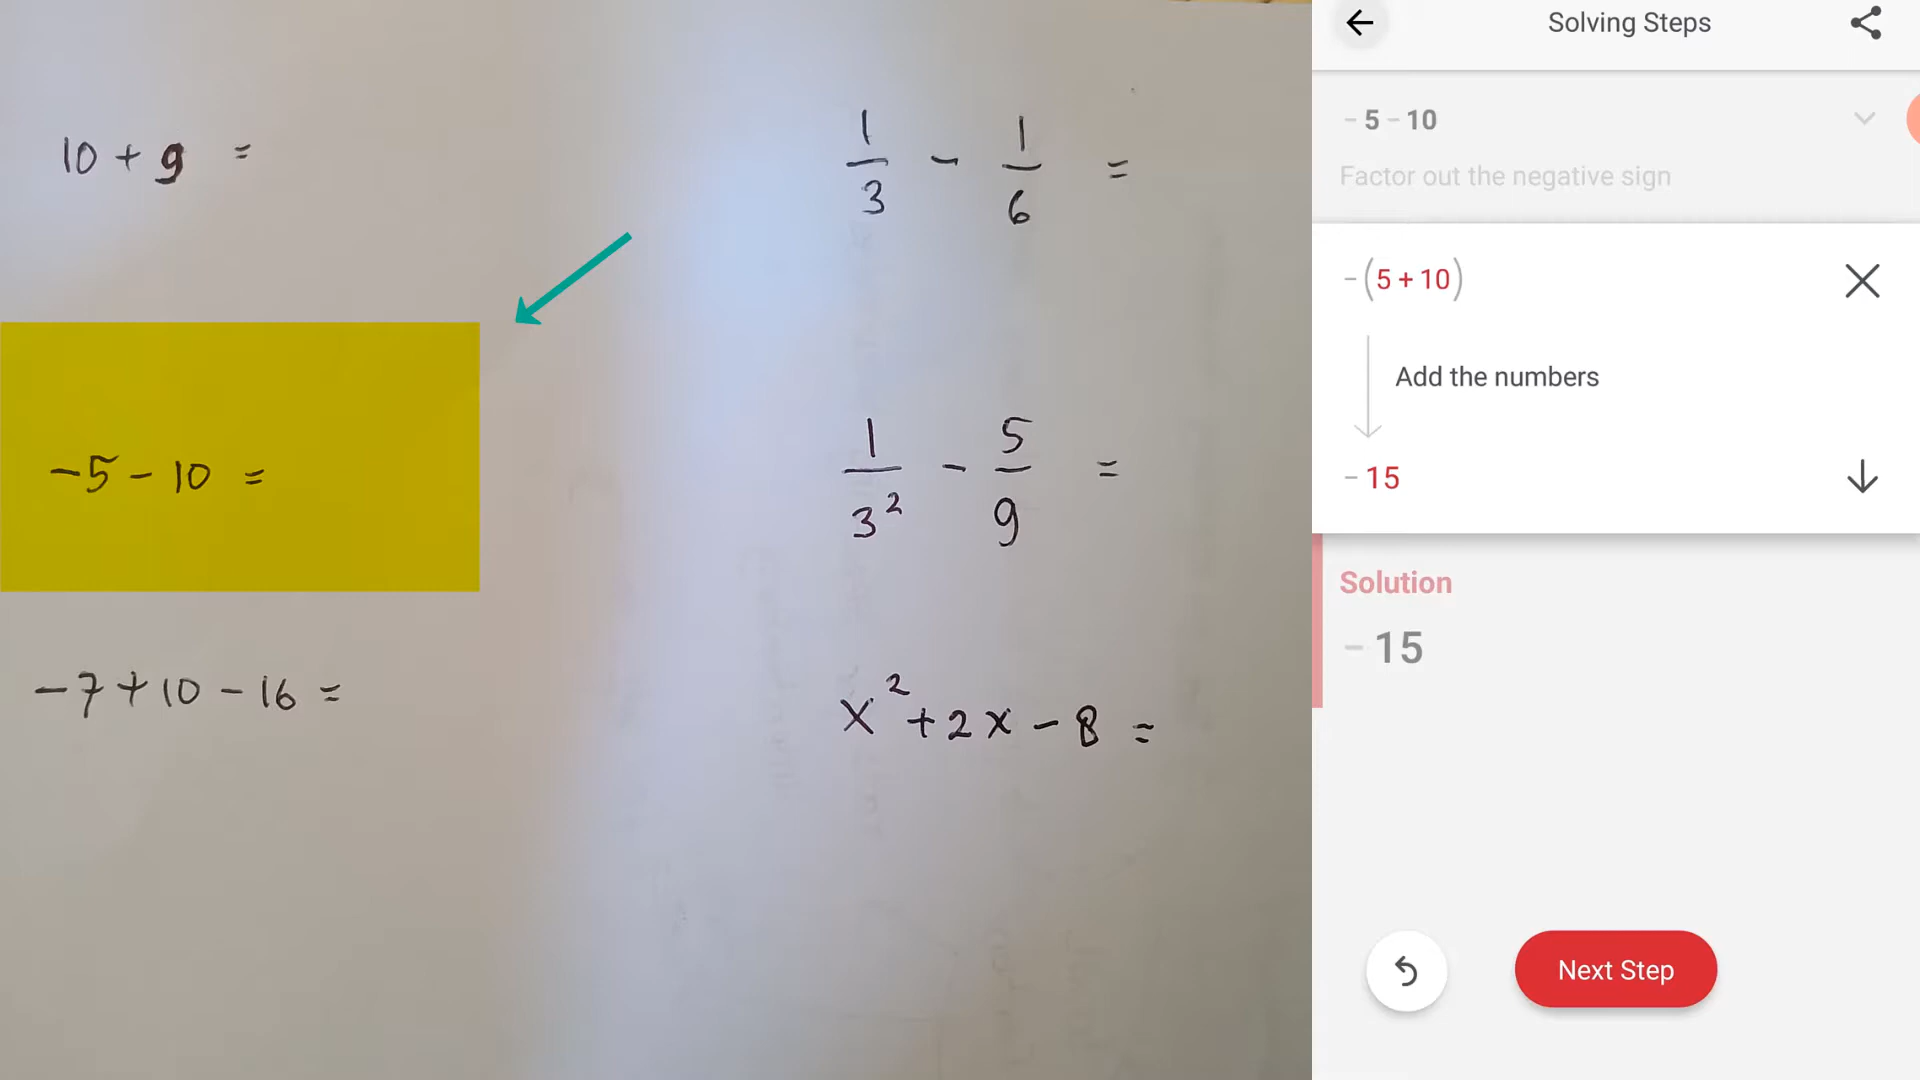 10 + 9 =
-5 - 10 =
-7 + 10 - 16 =
1/3 - 1/6 =
1/3² - 5/9 =
x² + 2x - 8 =
Solving Steps
-5-10
Factor out the negative sign
-(5+10)
Add the numbers
-15
Solution
-15
Next Step